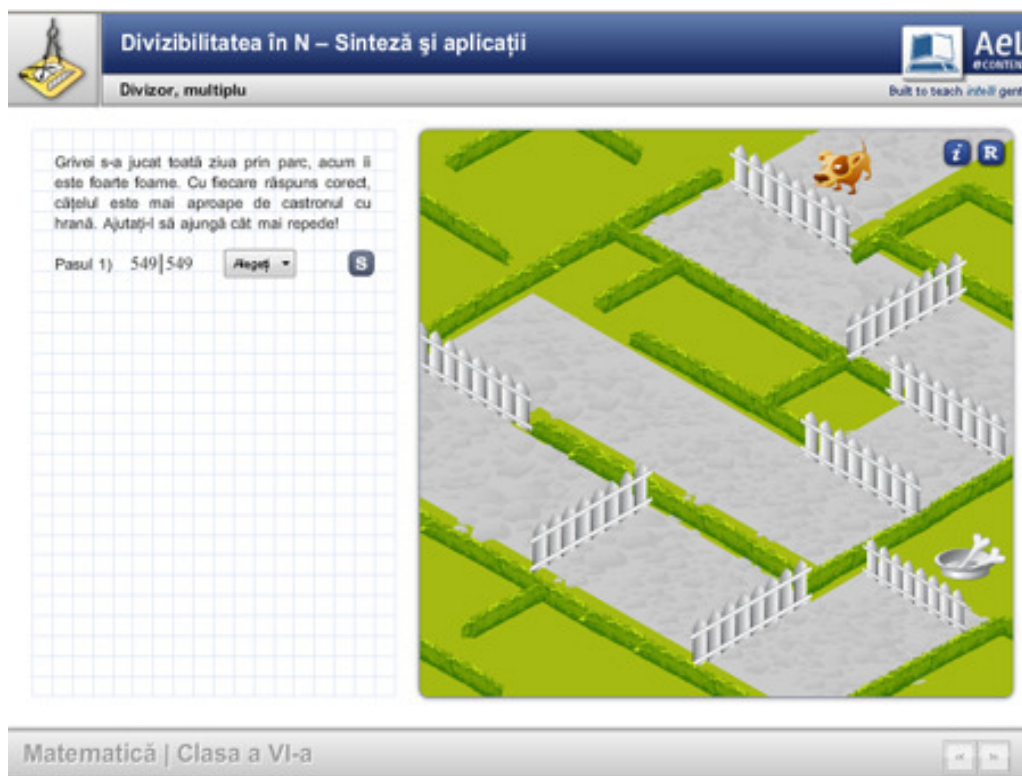 Divizibilitatea în N – Sinteză şi aplicaţii
Divizor, multiplu
AeL
eCONTEN
Built to teach intelligent
Grivei s-a jucat toată ziua prin parc, acum îi
este foarte foame. Cu fiecare răspuns corect,
căţelul este mai aproape de castronul cu
hrană. Ajutaţi-l să ajungă cât mai repede!
Pasul 1) 549|549 Alegeţi S
i R
Matematică | Clasa a VI-a